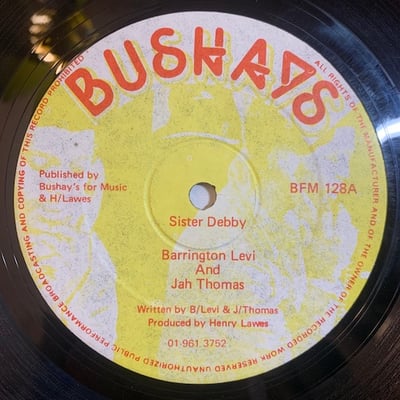 BUSHAYS
Published by
Bushay's for Music
& H/Lawes
BFM 128A
Sister Debby
Barrington Levi
And
Jah Thomas
Written by B/Levi & J/Thomas
Produced by Henry Lawes
01-961 3752
ALL RIGHTS OF THE MANUFACTURER AND OF THE OWNER OF THE RECORDED WORK RESERVED UNAUTHORIZED PUBLIC PERFORMANCE BROADCASTING AND COPYING OF THIS RECORD PROHIBITED